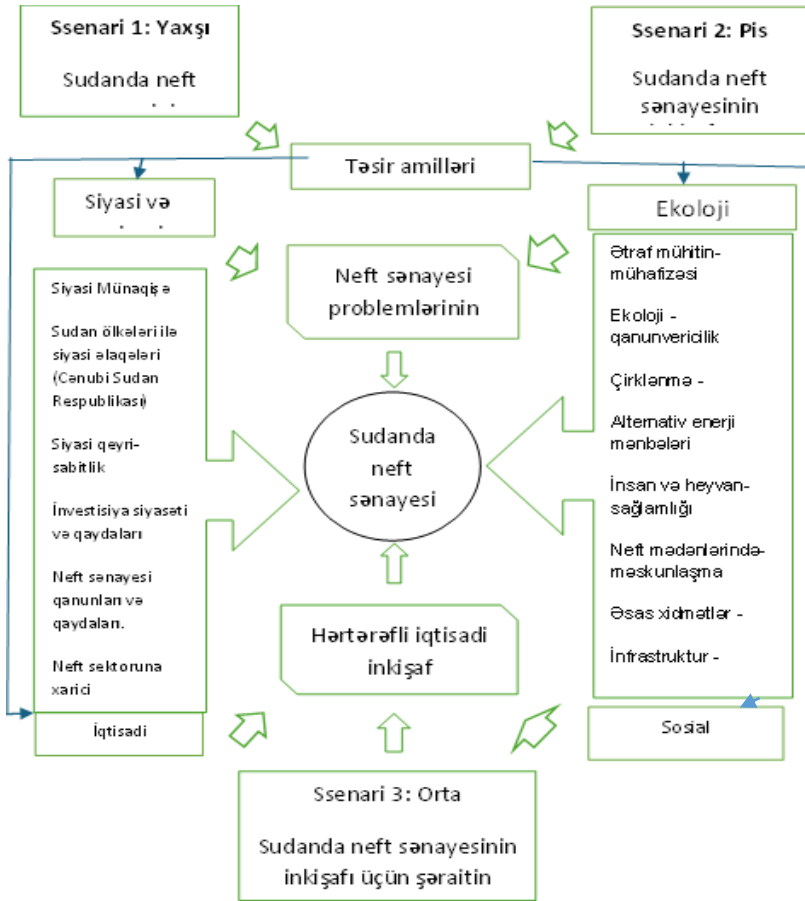 Ssenari 1: Yaxşı
Sudanda neft
Ssenari 2: Pis
Sudanda neft
sənayesinin
Təsir amilləri
Siyasi və
Ekoloji
Neft sənayesi
problemlərinin
Siyasi Münaqişə
Sudan ölkələri ilə
siyasi əlaqələri
(Cənubi Sudan
Respublikası)
Siyasi qeyri-
sabitlik
İnvestisiya siyasəti
və qaydaları
Neft sənayesi
qanunları və
qaydaları.
Neft sektoruna
xarici
Sudanda
neft
sənayesi
Ətraf mühitin-
mühafizəsi
Ekoloji -
qanunvericilik
Çirklənmə -
Alternativ enerji
mənbələri
İnsan və heyvan-
sağlamlığı
Neft mədənlərində-
məskunlaşma
Əsas xidmətlər -
İnfrastruktur -
Hərtərəfli iqtisadi
inkişaf
İqtisadi
Sosial
Ssenari 3: Orta
Sudanda neft sənayesinin
inkişafı üçün şəraitin